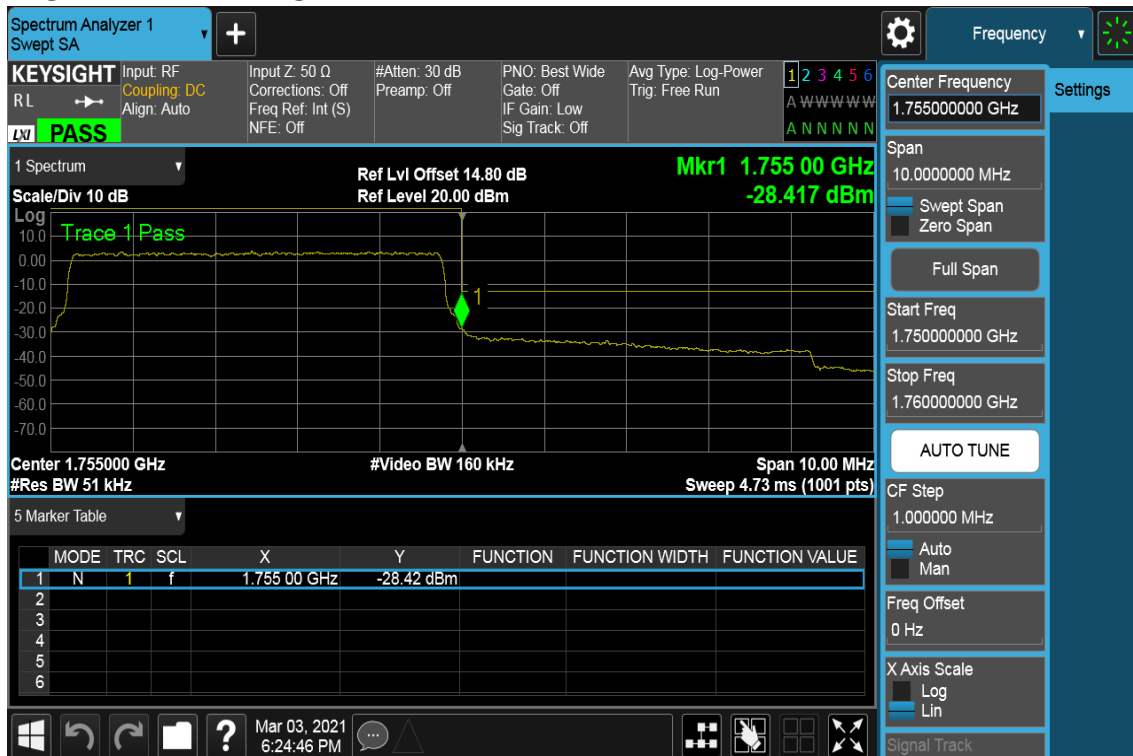 Spectrum Analyzer 1
Swept SA
+
Frequency
KEYSIGHT
RL
LXI PASS
Input: RF
Coupling: DC
Align: Auto
Input Z: 50 Ω
Corrections: Off
Freq Ref: Int (S)
NFE: Off
#Atten: 30 dB
Preamp: Off
PNO: Best Wide
Gate: Off
IF Gain: Low
Sig Track: Off
Avg Type: Log-Power
Trig: Free Run
1 2 3 4 5 6
A W W W W W
A N N N N N
1 Spectrum
Scale/Div 10 dB
Ref Lvl Offset 14.80 dB
Ref Level 20.00 dBm
Mkr1 1.755 00 GHz
-28.417 dBm
Log
Trace 1 Pass
10.0
0.00
-10.0
-20.0
-30.0
-40.0
-50.0
-60.0
-70.0
1
Center 1.755000 GHz
#Res BW 51 kHz
#Video BW 160 kHz
Span 10.00 MHz
Sweep 4.73 ms (1001 pts)
5 Marker Table
MODE TRC SCL X Y FUNCTION FUNCTION WIDTH FUNCTION VALUE
1 N 1 f 1.755 00 GHz -28.42 dBm
2
3
4
5
6
?
Mar 03, 2021
6:24:46 PM
Settings
Center Frequency
1.755000000 GHz
Span
10.0000000 MHz
Swept Span
Zero Span
Full Span
Start Freq
1.750000000 GHz
Stop Freq
1.760000000 GHz
AUTO TUNE
CF Step
1.000000 MHz
Auto
Man
Freq Offset
0 Hz
X Axis Scale
Log
Lin
Signal Track